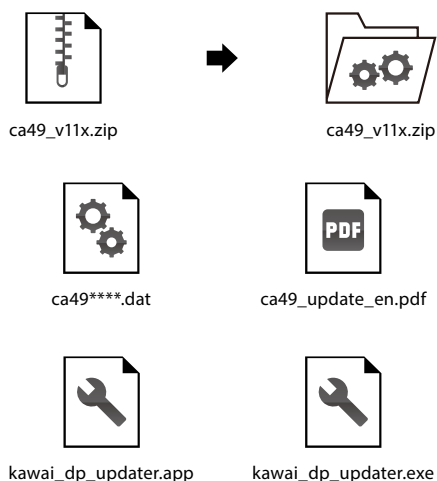 ca49_v11x.zip
ca49_v11x.zip
PDF
ca49****.dat
ca49_update_en.pdf
kawai_dp_updater.app
kawai_dp_updater.exe